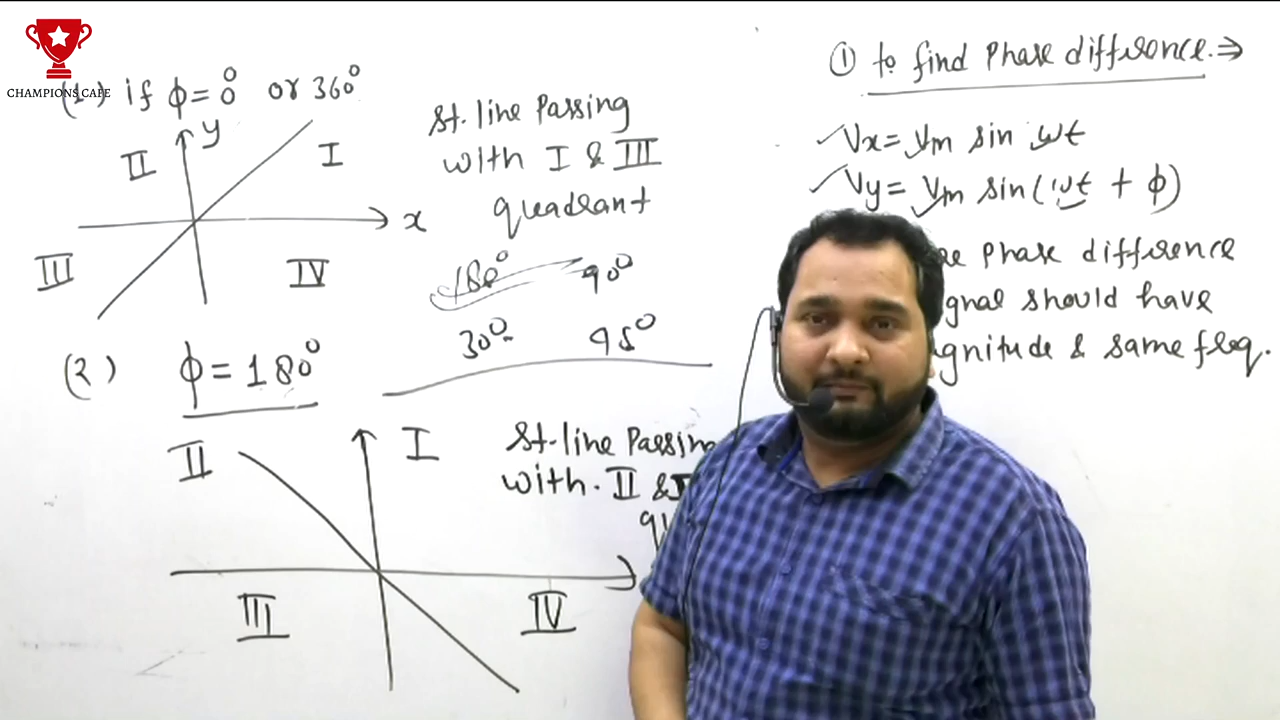 CHAMPIONS CAFE
(1) if ϕ = 0° or 360°
y
II
I
x
III
IV
St. line Passing
with I & III
quadrant
180° 90°
30° 45°
(2) ϕ = 180°
II
I
III
IV
St-line Passing
with. II &
① to find Phase difference. ⇒
✓ Vx = Vm sin ωt
✓ Vy = Vm sin (ωt + ϕ)
Phase difference
should have
& same freq.